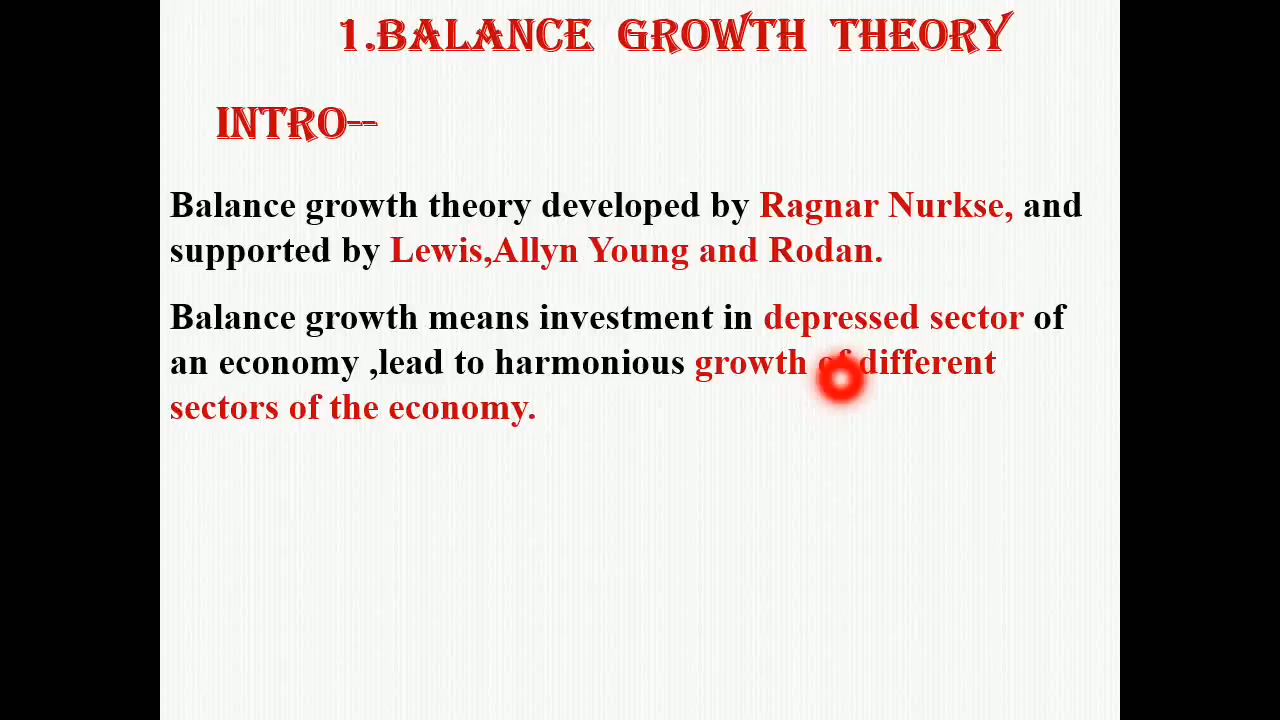 1.BALANCE GROWTH THEORY
INTRO--
Balance growth theory developed by Ragnar Nurkse, and
supported by Lewis,Allyn Young and Rodan.
Balance growth means investment in depressed sector of
an economy ,lead to harmonious growth of different
sectors of the economy.